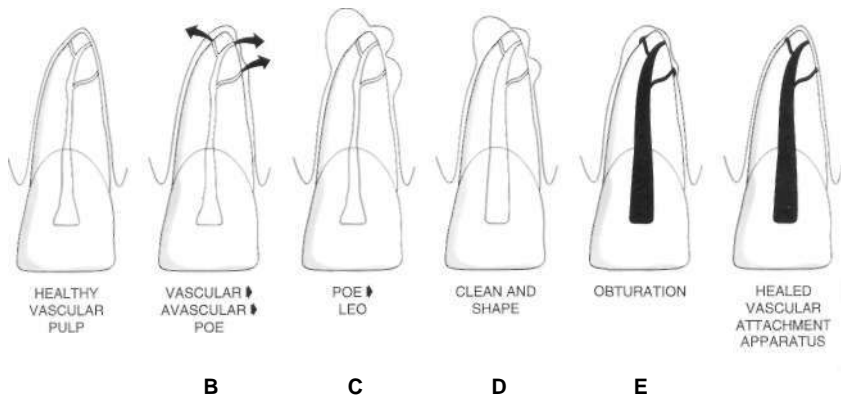 HEALTHY
VASCULAR
PULP
VASCULAR
AVASCULAR
POE
POE
LEO
CLEAN AND
SHAPE
OBTURATION
HEALED
VASCULAR
ATTACHMENT
APPARATUS
B
C
D
E